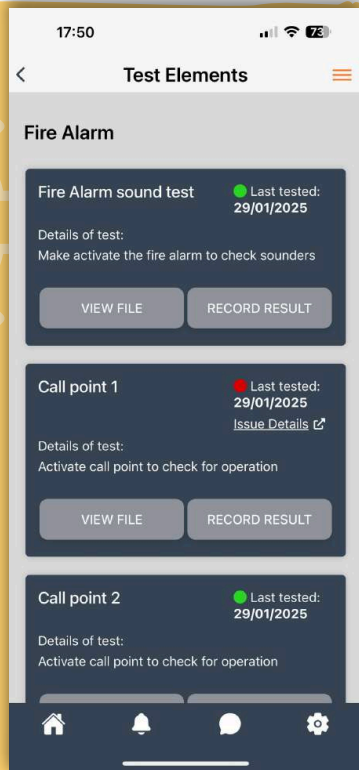 17:50
73
Test Elements
Fire Alarm
Fire Alarm sound test
Last tested:
29/01/2025
Details of test:
Make activate the fire alarm to check sounders
VIEW FILE
RECORD RESULT
Call point 1
Last tested:
29/01/2025
Issue Details
Details of test:
Activate call point to check for operation
VIEW FILE
RECORD RESULT
Call point 2
Last tested:
29/01/2025
Details of test:
Activate call point to check for operation